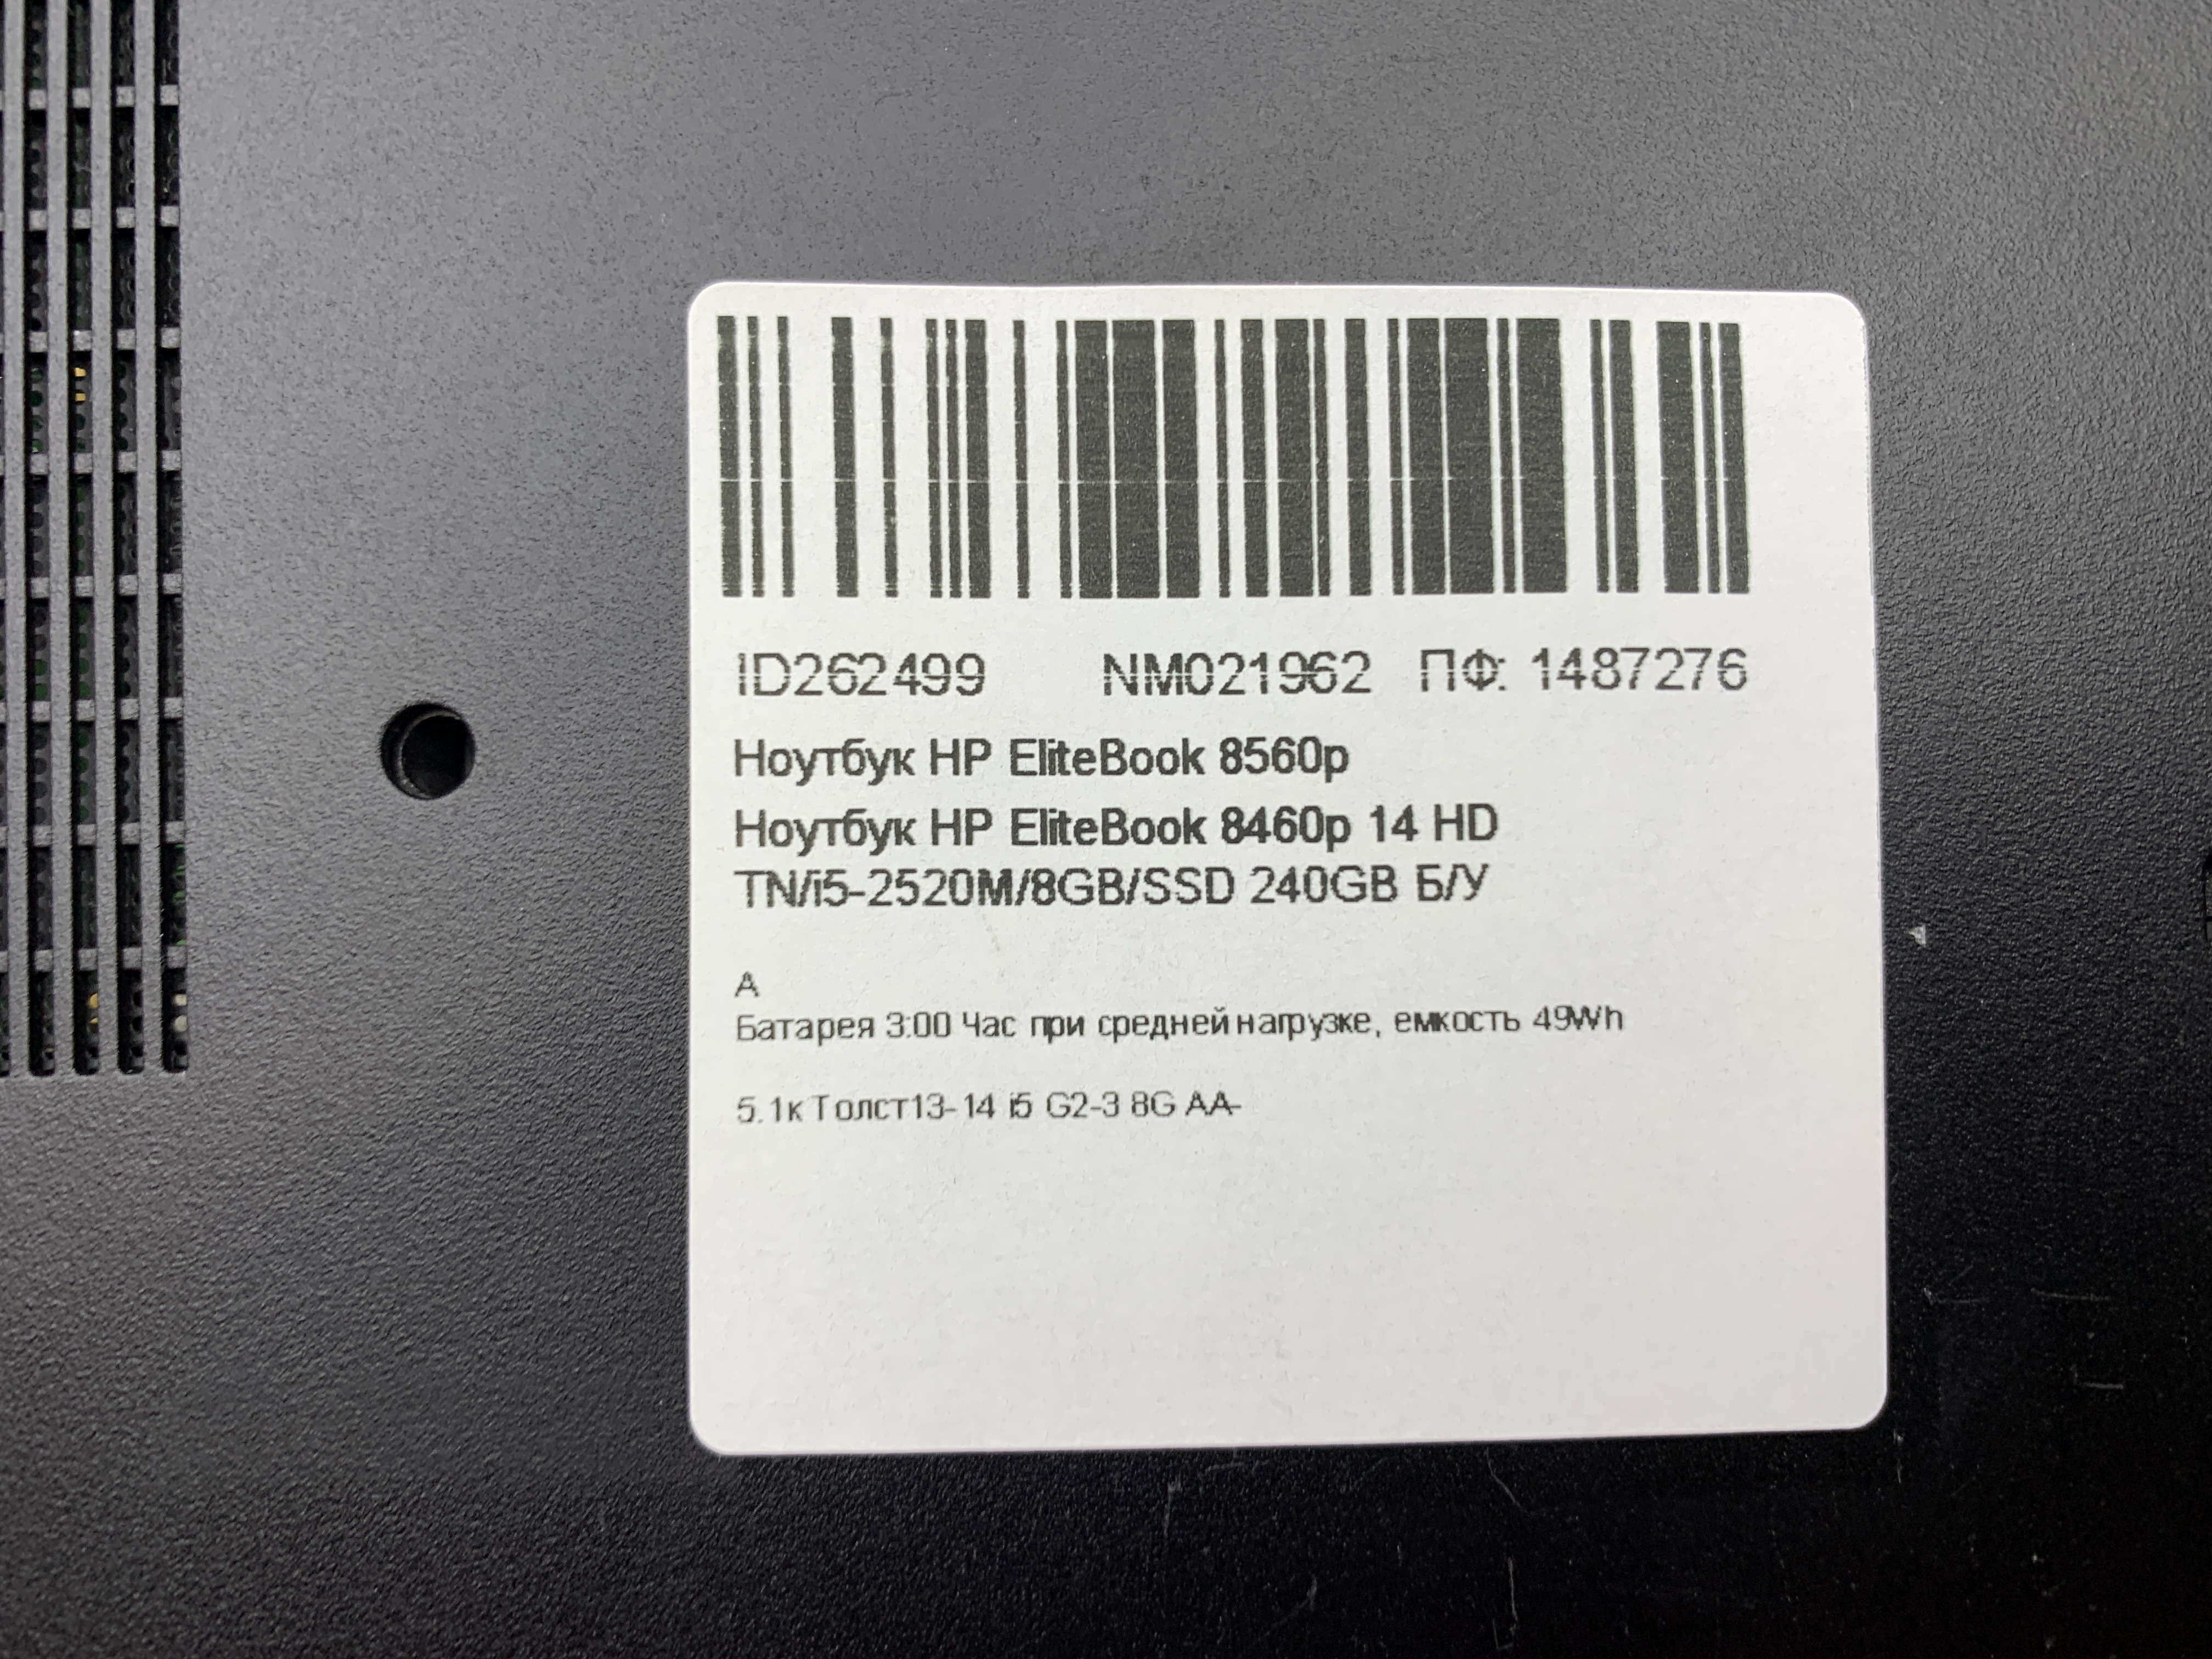 ID262499 NM021962 ПФ: 1487276
Ноутбук HP EliteBook 8560p
Ноутбук HP EliteBook 8460p 14 HD
TN/i5-2520M/8GB/SSD 240GB Б/У
A
Батарея 3:00 Час при средней нагрузке, емкость 49Wh
5.1к Толст13-14 i5 G2-3 8G AA-